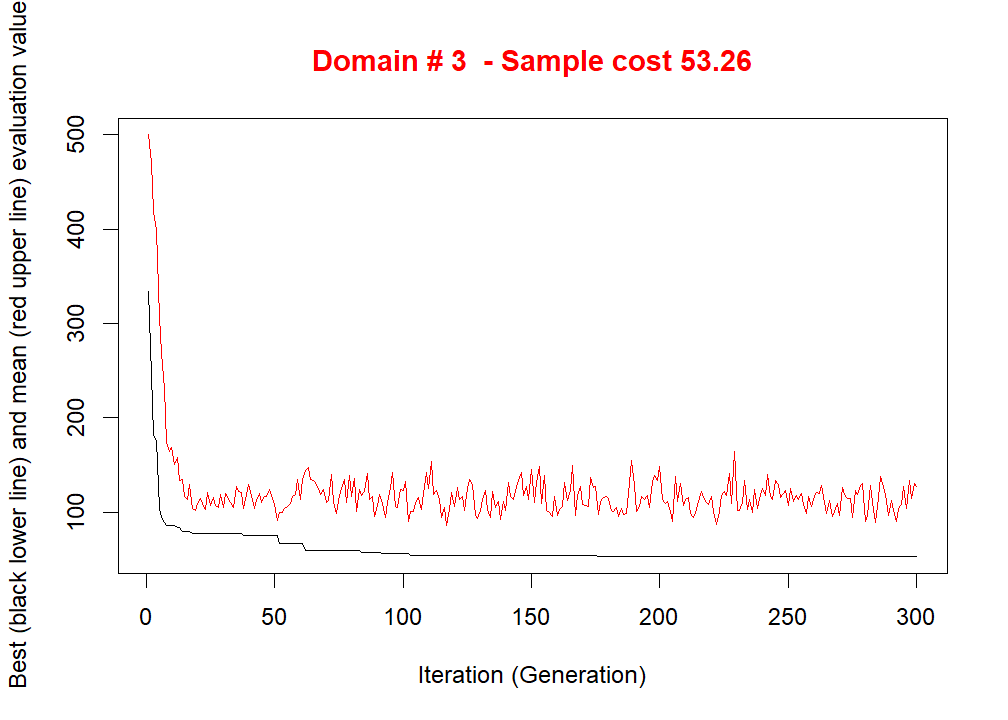 Domain # 3  - Sample cost 53.26
Best (black lower line) and mean (red upper line) evaluation value
500
400
300
200
100
0 50 100 150 200 250 300
Iteration (Generation)